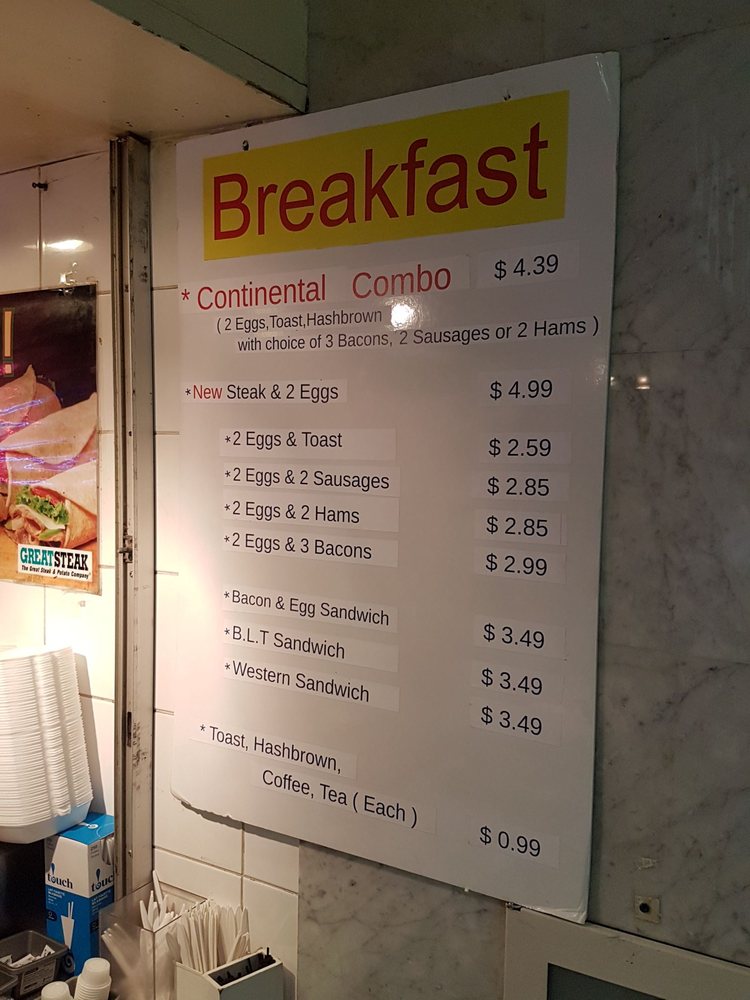 Breakfast
* Continental Combo $ 4.39
( 2 Eggs,Toast,Hashbrown
with choice of 3 Bacons, 2 Sausages or 2 Hams )
*New Steak & 2 Eggs $ 4.99
*2 Eggs & Toast $ 2.59
*2 Eggs & 2 Sausages $ 2.85
*2 Eggs & 2 Hams $ 2.85
*2 Eggs & 3 Bacons $ 2.99
*Bacon & Egg Sandwich $ 3.49
*B.L.T Sandwich $ 3.49
*Western Sandwich $ 3.49
* Toast, Hashbrown,
Coffee, Tea ( Each ) $ 0.99
!
GREATSTEAK
The Great Steak & Potato Company
touch
touch